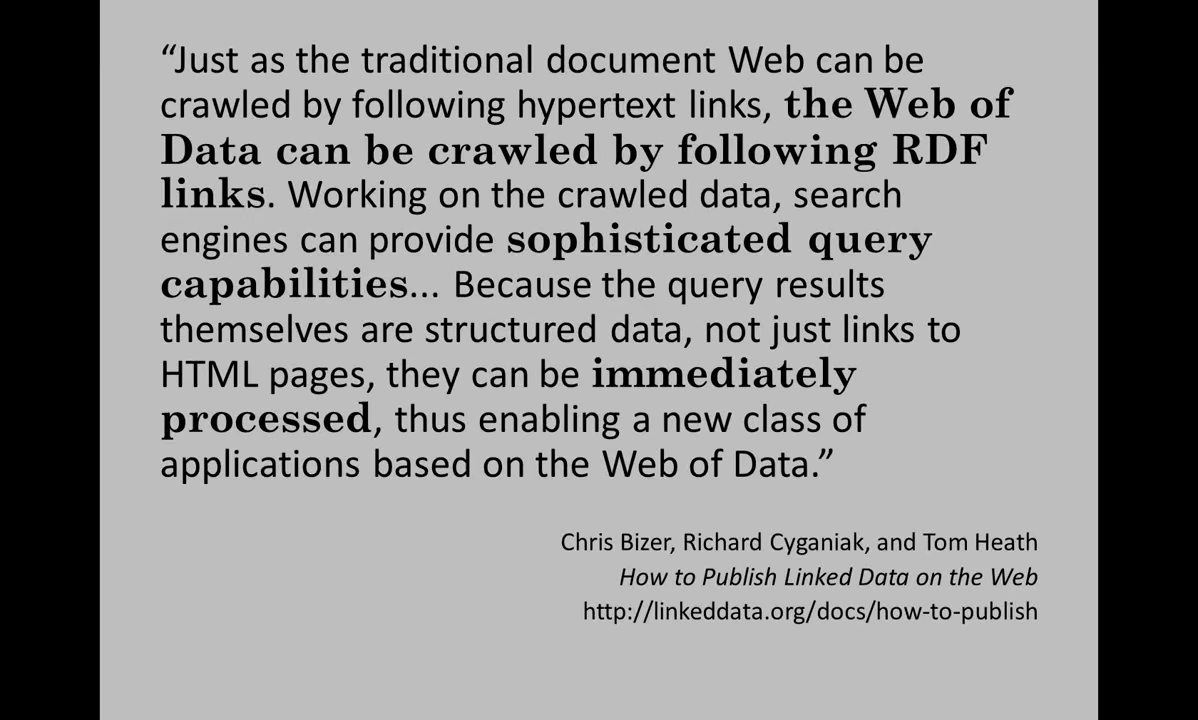 “Just as the traditional document Web can be
crawled by following hypertext links, the Web of
Data can be crawled by following RDF
links. Working on the crawled data, search
engines can provide sophisticated query
capabilities... Because the query results
themselves are structured data, not just links to
HTML pages, they can be immediately
processed, thus enabling a new class of
applications based on the Web of Data.”
Chris Bizer, Richard Cyganiak, and Tom Heath
How to Publish Linked Data on the Web
http://linkeddata.org/docs/how-to-publish